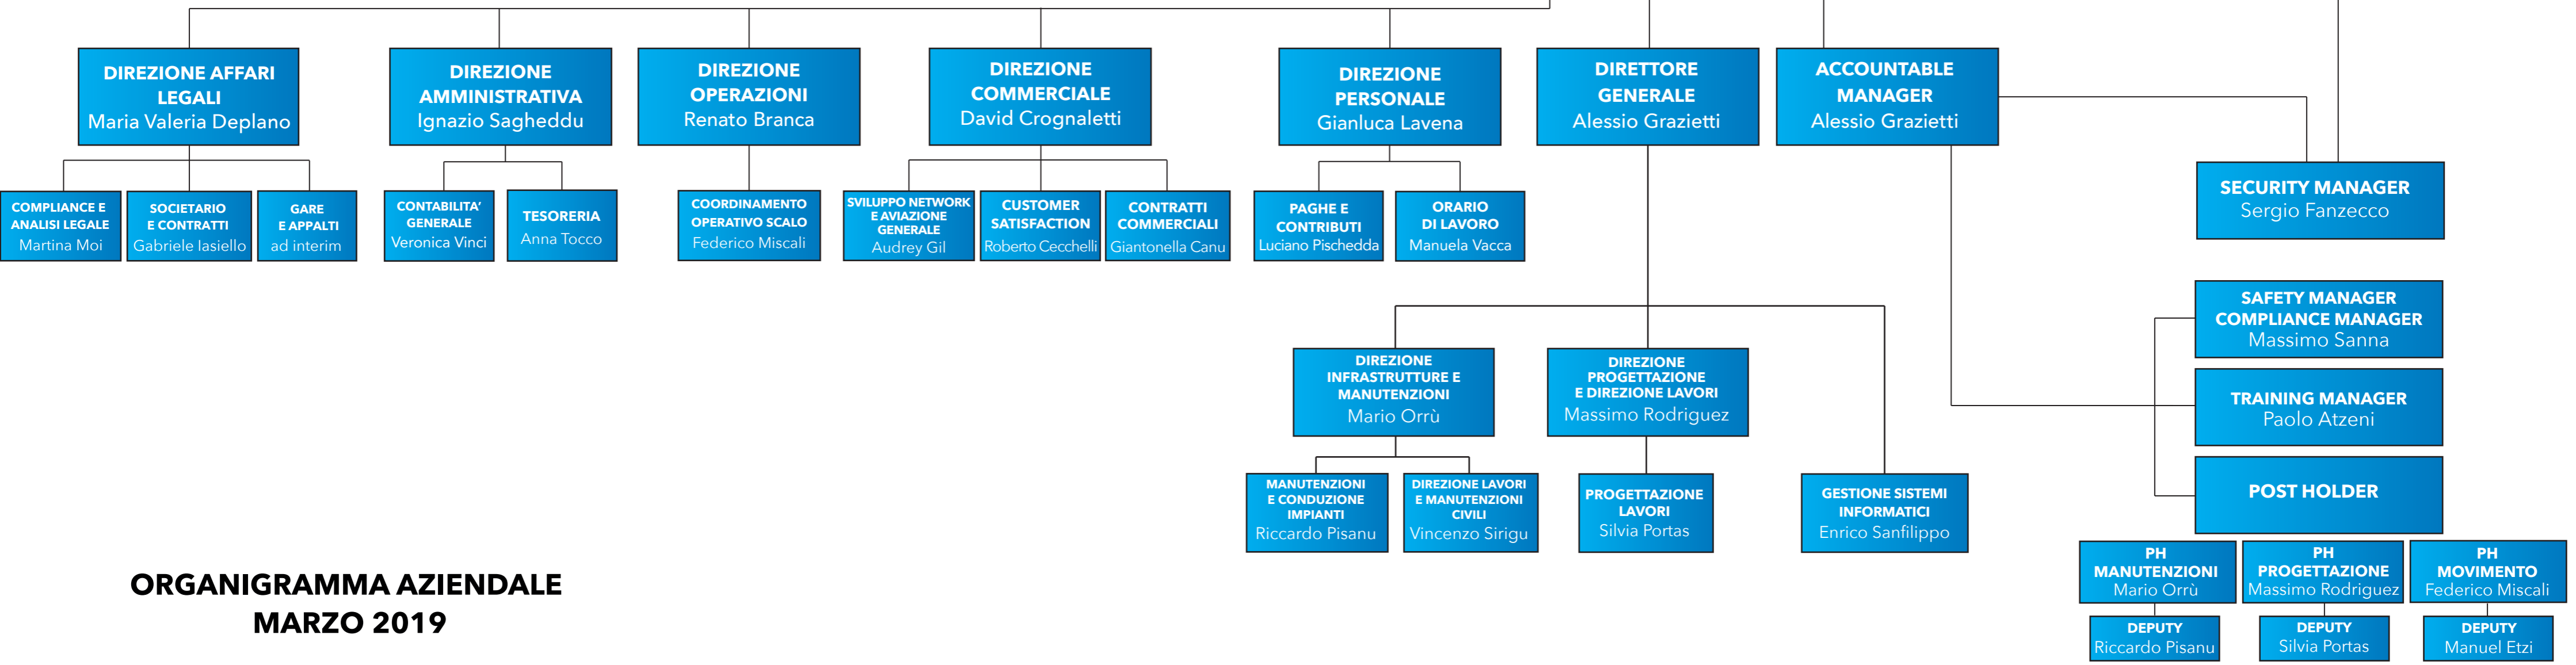 DIREZIONE AFFARI
LEGALI
Maria Valeria Deplano
DIREZIONE
AMMINISTRATIVA
Ignazio Sagheddu
DIREZIONE
OPERAZIONI
Renato Branca
DIREZIONE
COMMERCIALE
David Crognaletti
DIREZIONE
PERSONALE
Gianluca Lavena
DIRETTORE
GENERALE
Alessio Grazietti
ACCOUNTABLE
MANAGER
Alessio Grazietti
COMPLIANCE E
ANALISI LEGALE
Martina Moi
SOCIETARIO
E CONTRATTI
Gabriele Iasiello
GARE
E APPALTI
ad interim
CONTABILITA’
GENERALE
Veronica Vinci
TESORERIA
Anna Tocco
COORDINAMENTO
OPERATIVO SCALO
Federico Miscali
SVILUPPO NETWORK
E AVIAZIONE
GENERALE
Audrey Gil
CUSTOMER
SATISFACTION
Roberto Cecchelli
CONTRATTI
COMMERCIALI
Giantonella Canu
PAGHE E
CONTRIBUTI
Luciano Pischedda
ORARIO
DI LAVORO
Manuela Vacca
SECURITY MANAGER
Sergio Fanzecco
SAFETY MANAGER
COMPLIANCE MANAGER
Massimo Sanna
TRAINING MANAGER
Paolo Atzeni
POST HOLDER
DIREZIONE
INFRASTRUTTURE E
MANUTENZIONI
Mario Orrù
DIREZIONE
PROGETTAZIONE
E DIREZIONE LAVORI
Massimo Rodriguez
MANUTENZIONI
E CONDUZIONE
IMPIANTI
Riccardo Pisanu
DIREZIONE LAVORI
E MANUTENZIONI
CIVILI
Vincenzo Sirigu
PROGETTAZIONE
LAVORI
Silvia Portas
GESTIONE SISTEMI
INFORMATICI
Enrico Sanfilippo
PH
MANUTENZIONI
Mario Orrù
PH
PROGETTAZIONE
Massimo Rodriguez
PH
MOVIMENTO
Federico Miscali
DEPUTY
Riccardo Pisanu
DEPUTY
Silvia Portas
DEPUTY
Manuel Etzi
ORGANIGRAMMA AZIENDALE
MARZO 2019